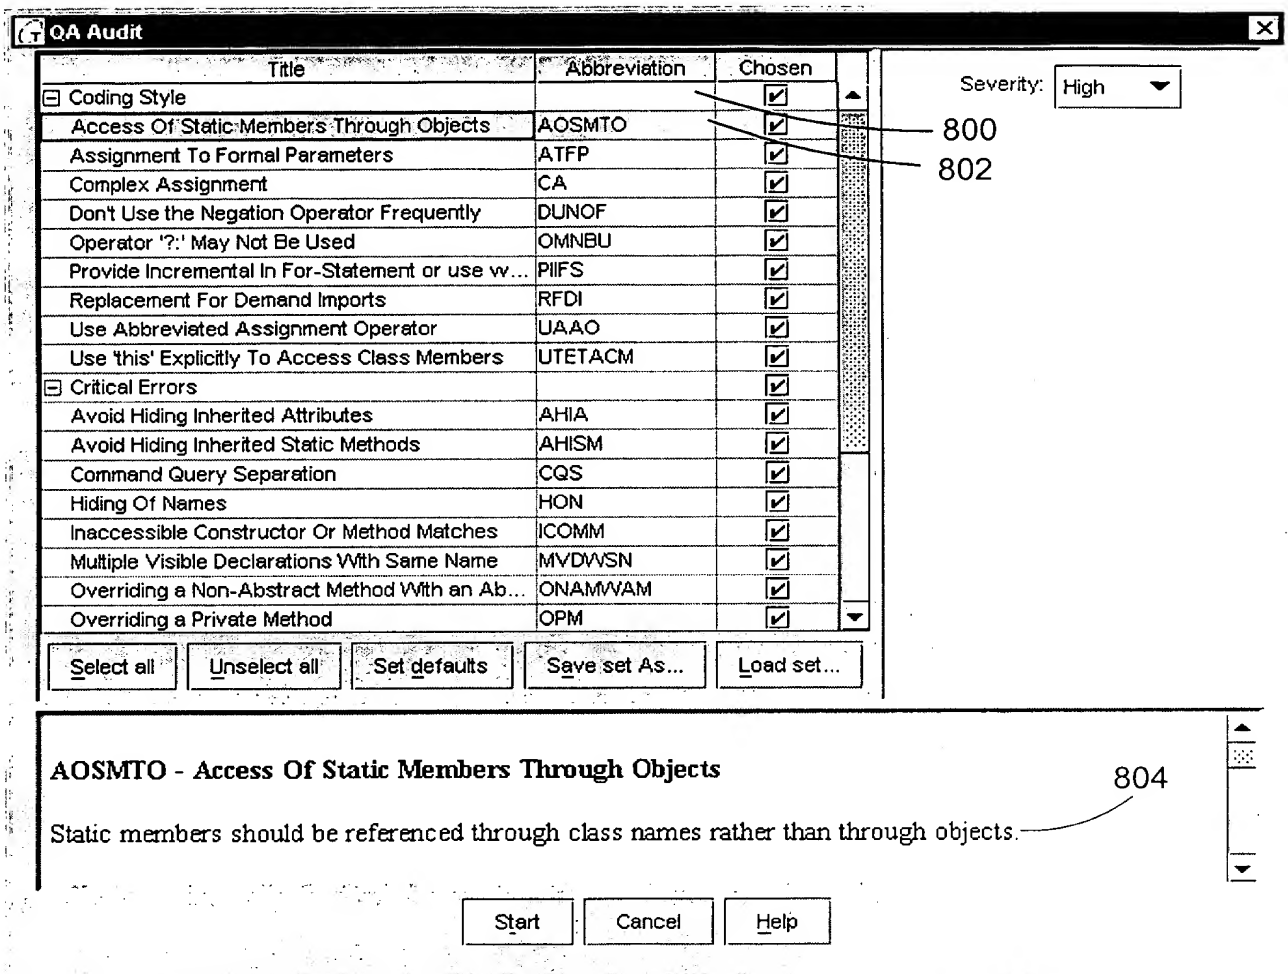 QA Audit
Title Abbreviation Chosen
Severity: High
Coding Style
800
Access Of Static Members Through Objects AOSMTO
802
Assignment To Formal Parameters ATFP
Complex Assignment CA
Don't Use the Negation Operator Frequently DUNOF
Operator '?:' May Not Be Used OMNBU
Provide Incremental In For-Statement or use w... PIIFS
Replacement For Demand Imports RFDI
Use Abbreviated Assignment Operator UAAO
Use 'this' Explicitly To Access Class Members UTETACM
Critical Errors
Avoid Hiding Inherited Attributes AHIA
Avoid Hiding Inherited Static Methods AHISM
Command Query Separation CQS
Hiding Of Names HON
Inaccessible Constructor Or Method Matches ICOMM
Multiple Visible Declarations With Same Name MVDWSN
Overriding a Non-Abstract Method With an Ab... ONAMWAM
Overriding a Private Method OPM
Select all Unselect all Set defaults Save set As... Load set...
AOSMTO - Access Of Static Members Through Objects
804
Static members should be referenced through class names rather than through objects.
Start Cancel Help